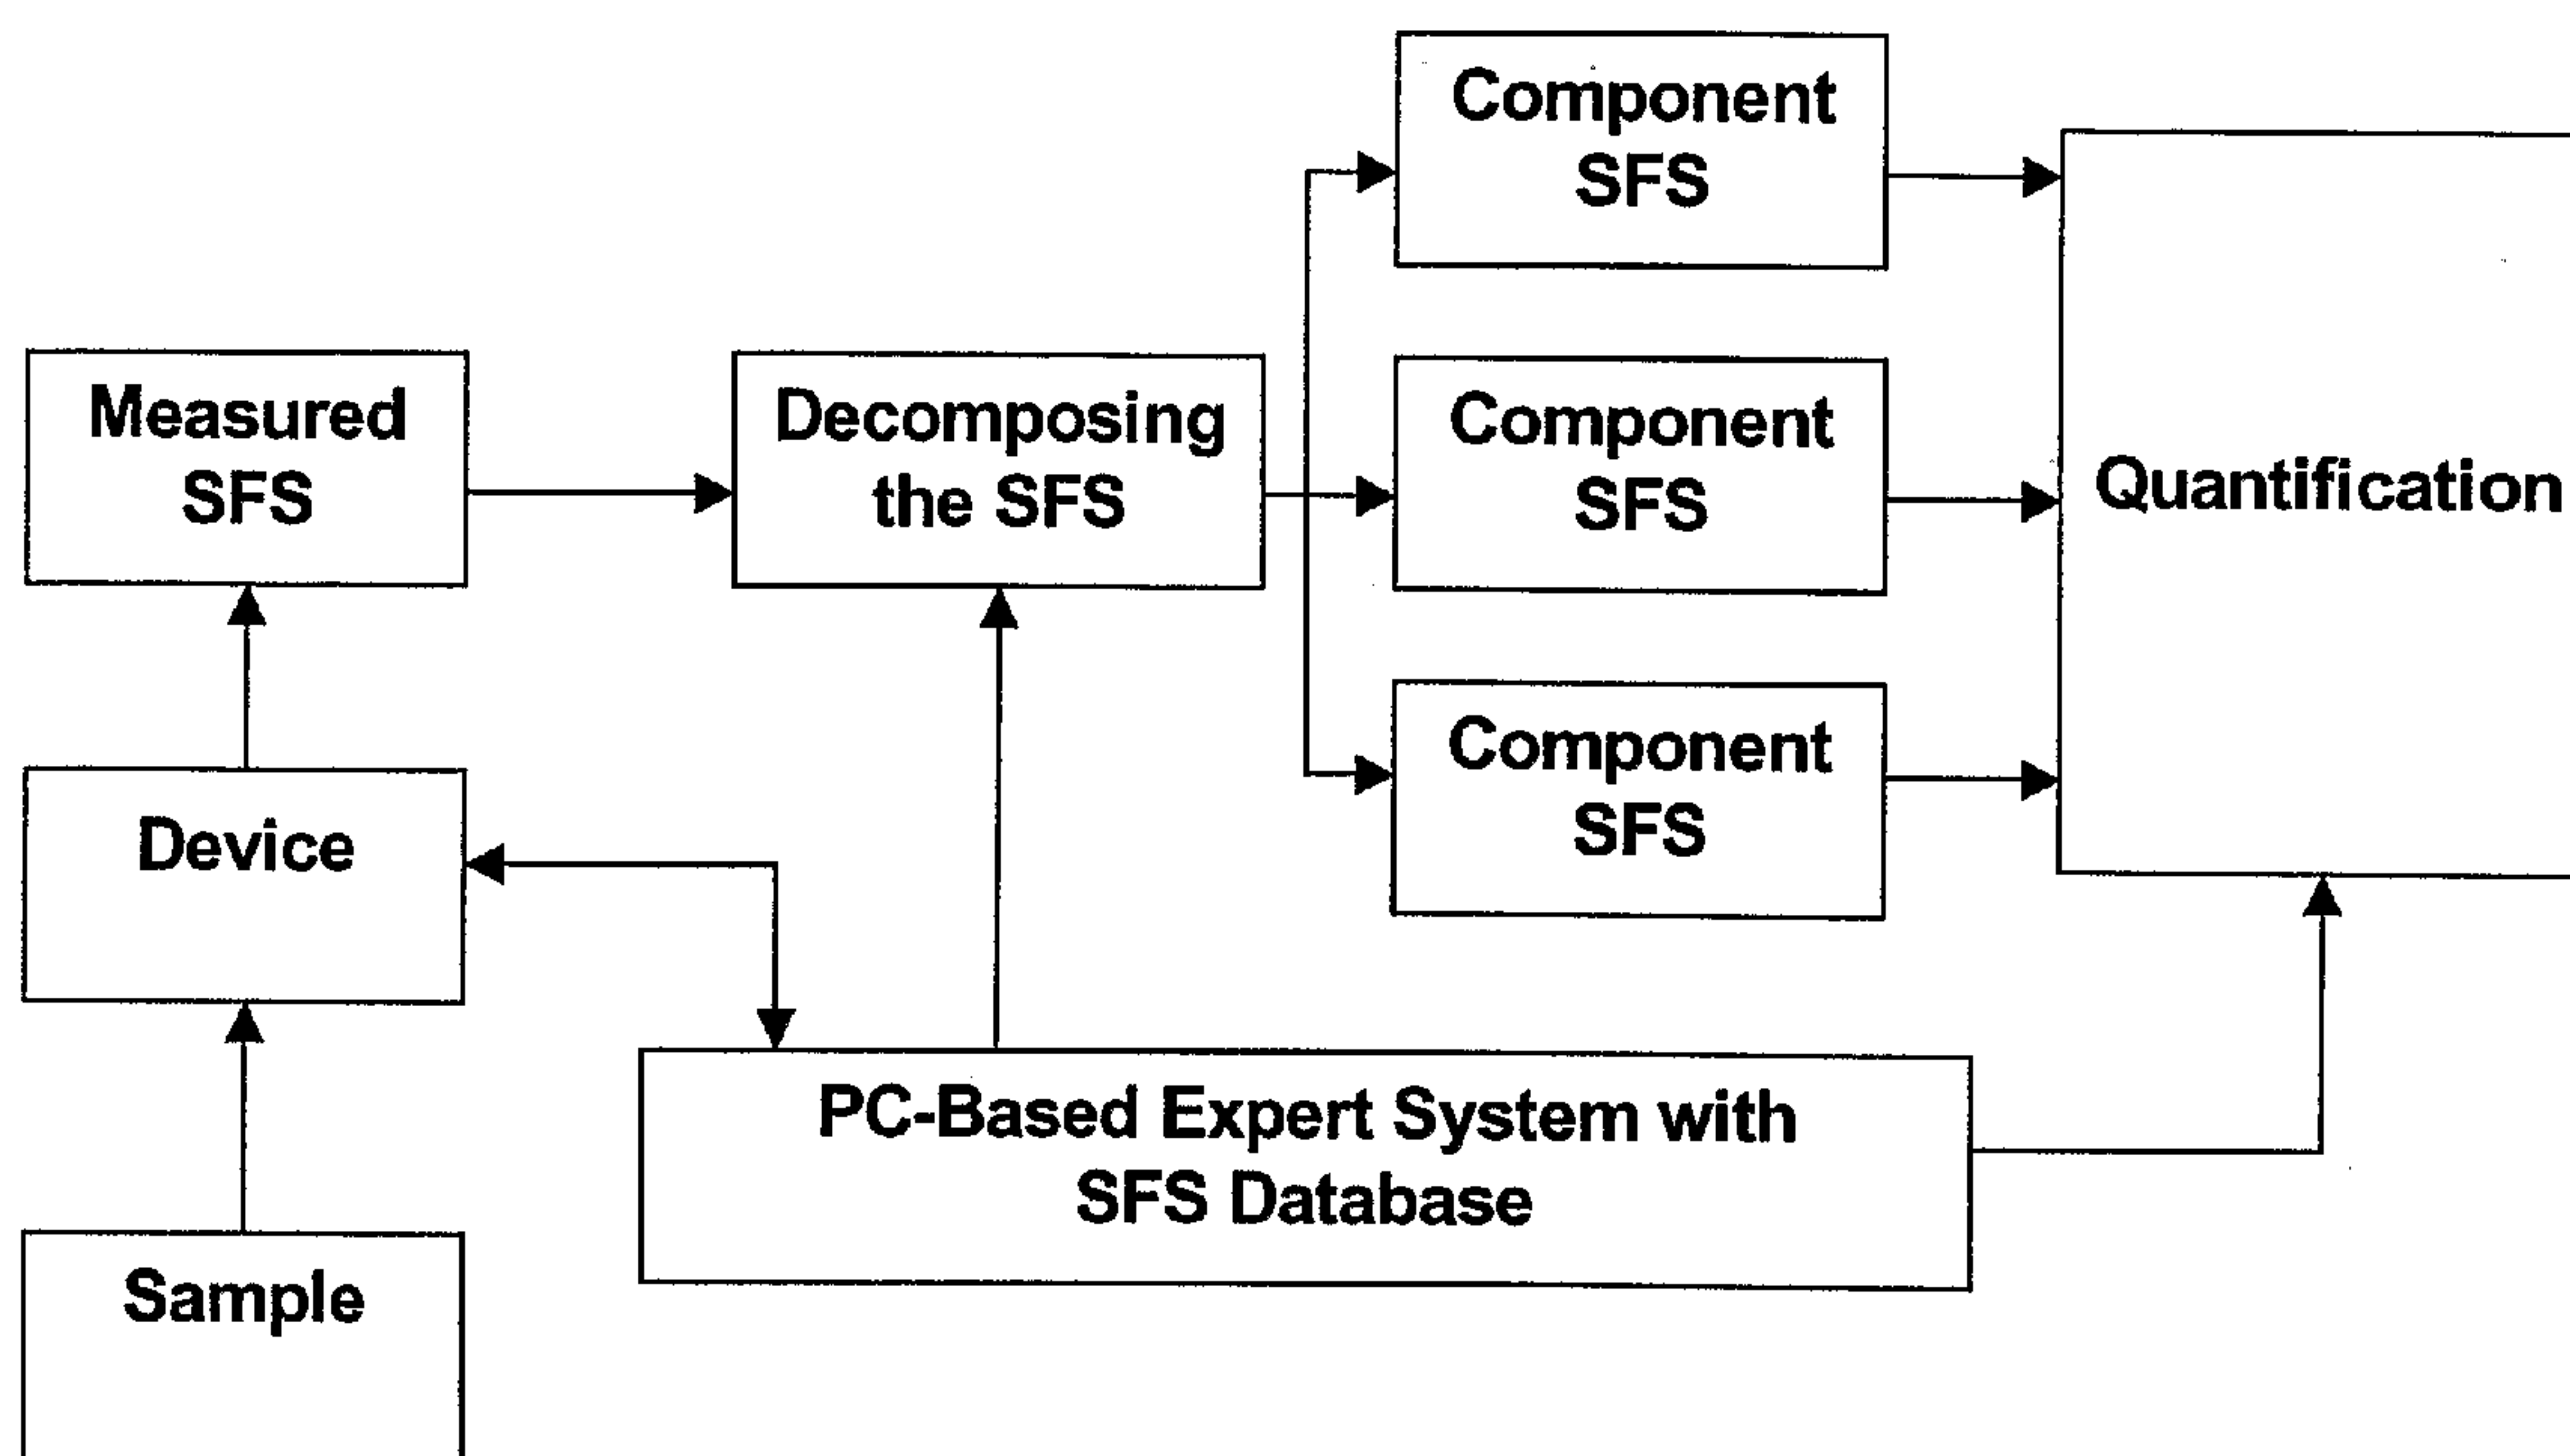 Component
SFS
Measured
SFS
Decomposing
the SFS
Component
SFS
Quantification
Component
SFS
Device
PC-Based Expert System with
SFS Database
Sample